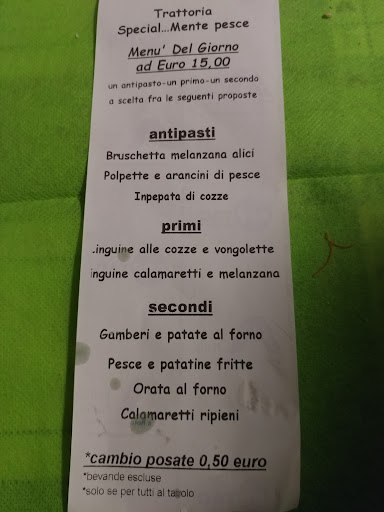 Trattoria
Special...Mente pesce
Menu' Del Giorno
ad Euro 15,00
un antipasto-un primo-un secondo
a scelta fra le seguenti proposte
antipasti
Bruschetta melanzana alici
Polpette e arancini di pesce
Inpepata di cozze
primi
.inguine alle cozze e vongolette
inguine calamaretti e melanzana
secondi
Gamberi e patate al forno
Pesce e patatine fritte
Orata al forno
Calamaretti ripieni
*cambio posate 0,50 euro
*bevande escluse
*solo se per tutti al tavolo